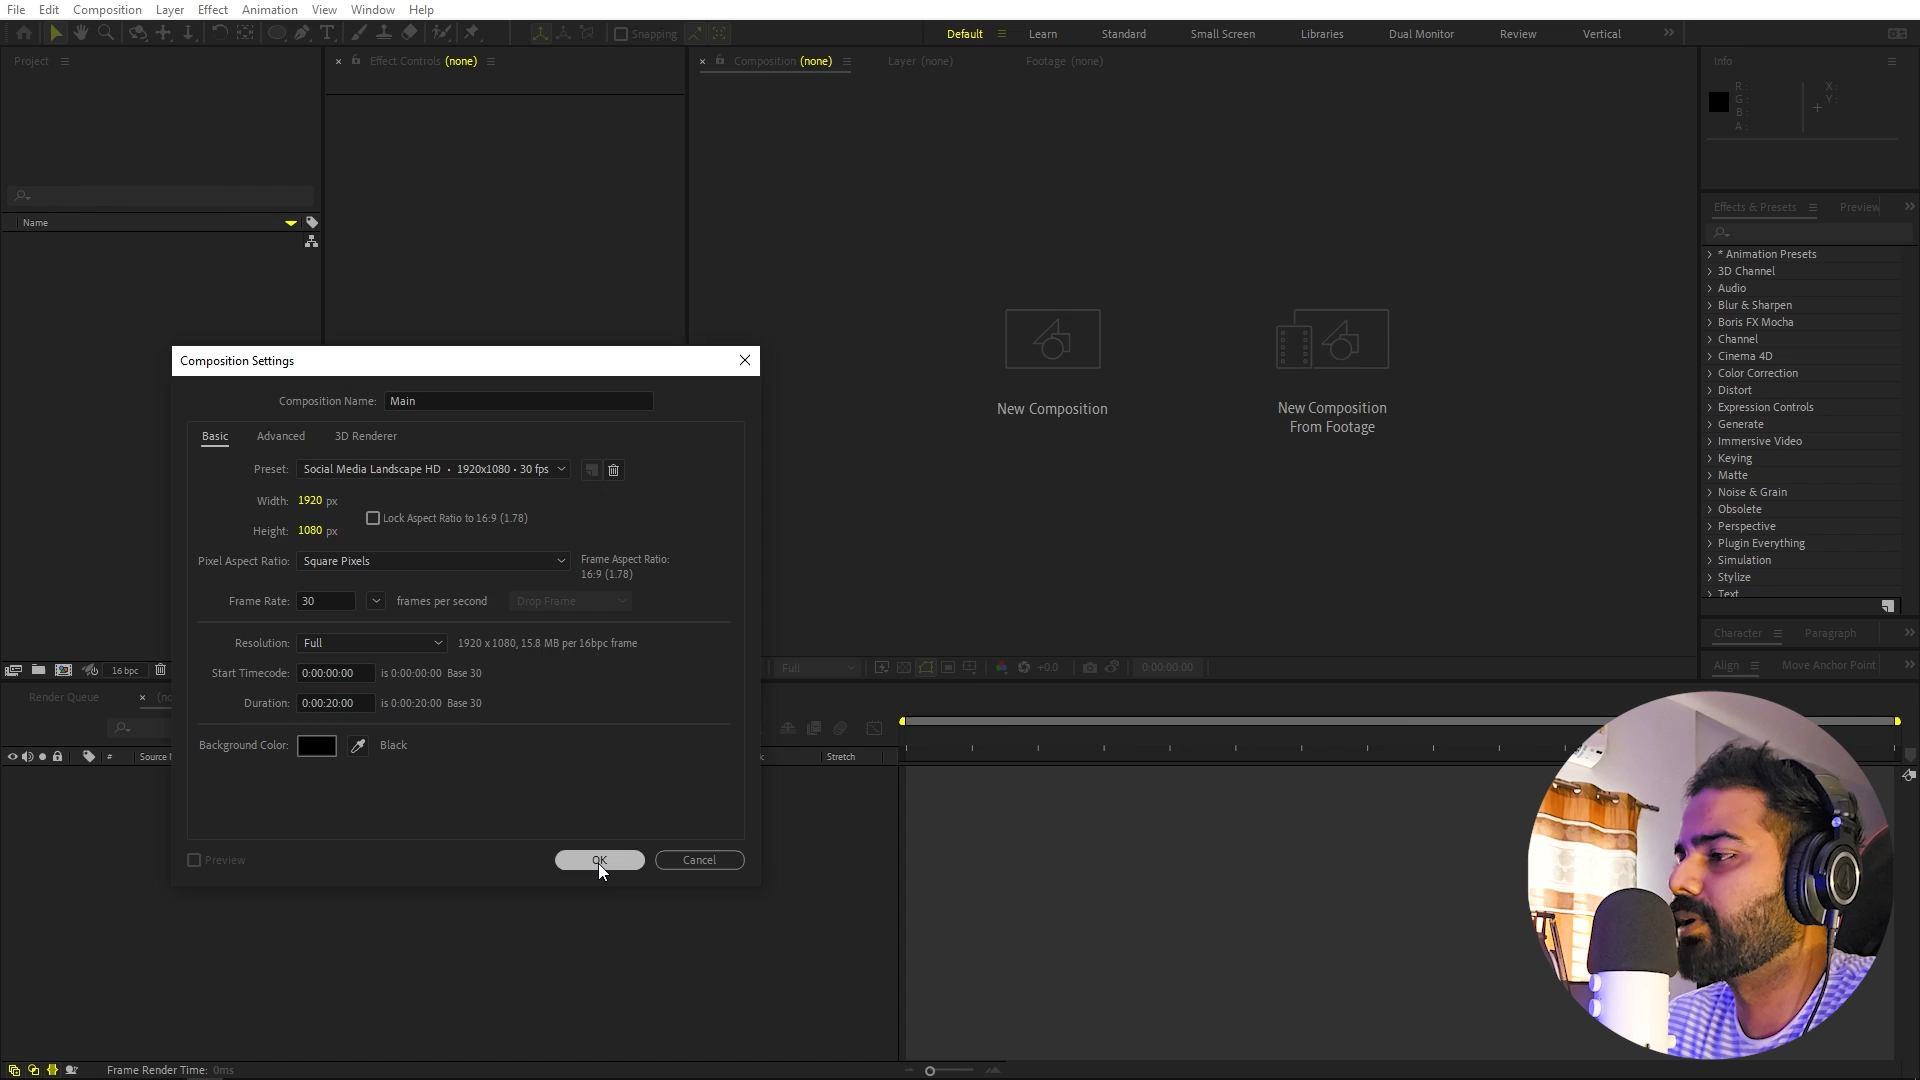 File Edit Composition Layer Effect Animation View Window Help
Snapping Default Learn Standard Small Screen Libraries Dual Monitor Review Vertical
Project
Effect Controls (none)
Composition (none)
Layer (none)
Footage (none)
Info
R :
G :
B :
A :
X :
Y :
Name
Effects & Presets
Preview
* Animation Presets
3D Channel
Audio
Blur & Sharpen
Boris FX Mocha
Channel
Cinema 4D
Color Correction
Distort
Expression Controls
Generate
Immersive Video
Keying
Matte
Noise & Grain
Obsolete
Perspective
Plugin Everything
Simulation
Stylize
Text
Character
Paragraph
Align
Move Anchor Point
New Composition
New Composition
From Footage
Composition Settings
Composition Name: Main
Basic Advanced 3D Renderer
Preset: Social Media Landscape HD • 1920x1080 • 30 fps
Width: 1920 px
Lock Aspect Ratio to 16:9 (1.78)
Height: 1080 px
Pixel Aspect Ratio: Square Pixels
Frame Aspect Ratio:
16:9 (1.78)
Frame Rate: 30 frames per second Drop Frame
Resolution: Full 1920 x 1080, 15.8 MB per 16bpc frame
Start Timecode: 0:00:00:00 is 0:00:00:00 Base 30
Duration: 0:00:20:00 is 0:00:20:00 Base 30
Background Color: Black
Preview
OK Cancel
16 bpc
Full +0.0 0:00:00:00
Render Queue
#
Stretch
Frame Render Time: 0ms